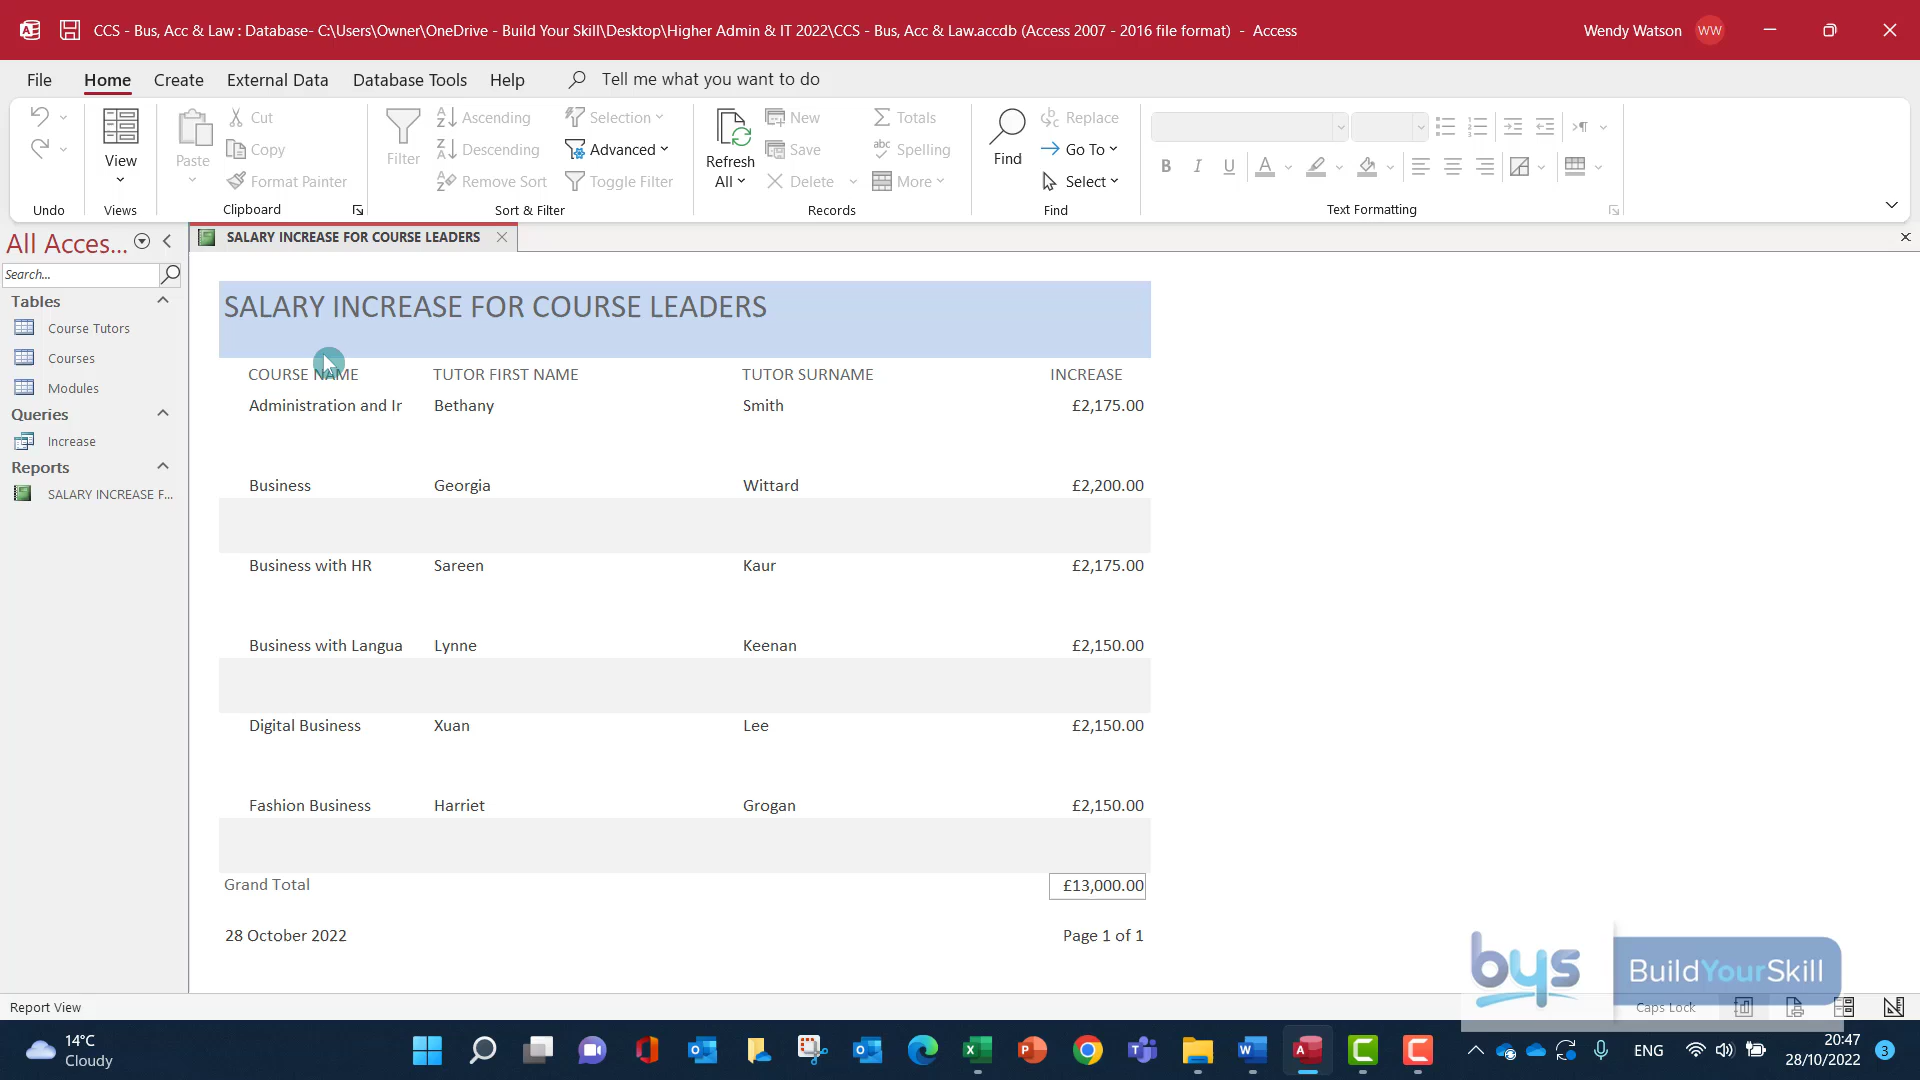 CCS - Bus, Acc & Law : Database- C:\Users\Owner\OneDrive - Build Your Skill\Desktop\Higher Admin & IT 2022\CCS - Bus, Acc & Law.accdb (Access 2007 - 2016 file format) - Access
Wendy Watson WW
File Home Create External Data Database Tools Help Tell me what you want to do
Undo
View
Views
Paste
Cut
Copy
Format Painter
Clipboard
Filter
Ascending
Descending
Remove Sort
Selection
Advanced
Toggle Filter
Sort & Filter
Refresh
All
New
Save
Delete
Totals
Spelling
More
Records
Find
Replace
Go To
Select
Find
B I U A
Text Formatting
All Acces...
Search...
Tables
Course Tutors
Courses
Modules
Queries
Increase
Reports
SALARY INCREASE F...
SALARY INCREASE FOR COURSE LEADERS
SALARY INCREASE FOR COURSE LEADERS
COURSE NAME TUTOR FIRST NAME TUTOR SURNAME INCREASE
Administration and Ir Bethany Smith £2,175.00
Business Georgia Wittard £2,200.00
Business with HR Sareen Kaur £2,175.00
Business with Langua Lynne Keenan £2,150.00
Digital Business Xuan Lee £2,150.00
Fashion Business Harriet Grogan £2,150.00
Grand Total £13,000.00
28 October 2022 Page 1 of 1
bys BuildYourSkill
Report View
Caps Lock
14°C
Cloudy
ENG
20:47
28/10/2022
3